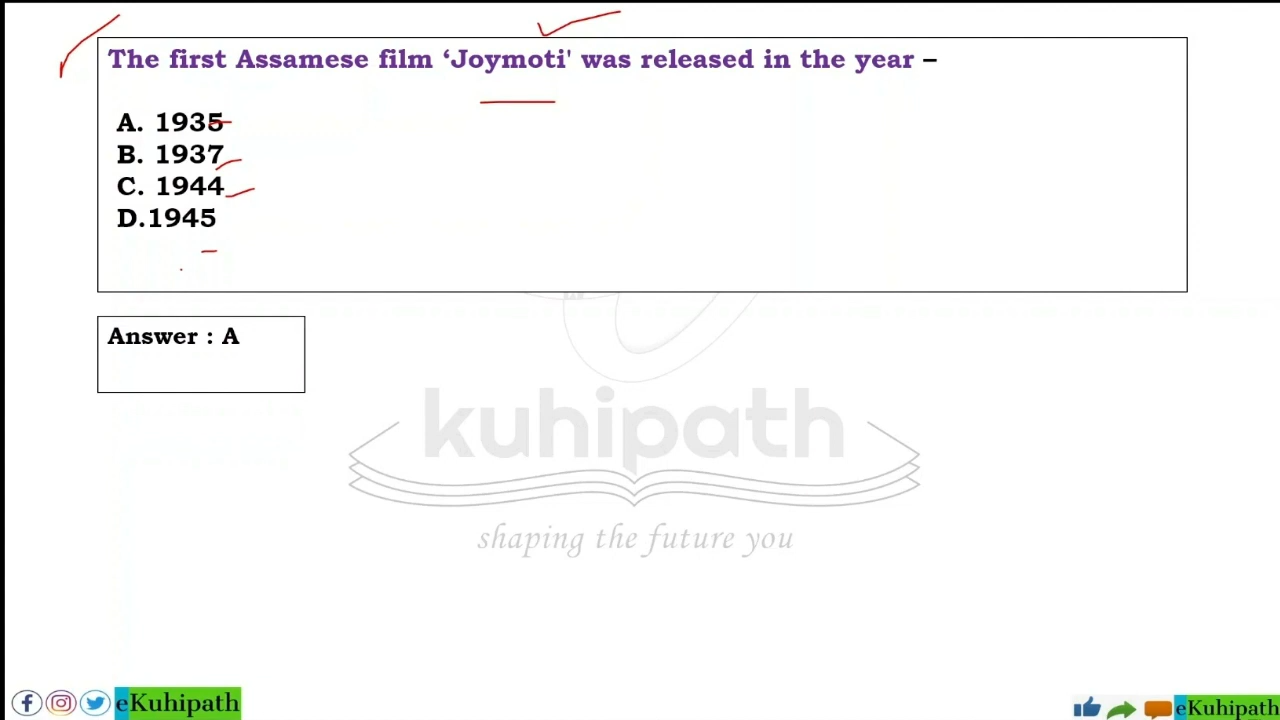 The first Assamese film ‘Joymoti' was released in the year –
A. 1935
B. 1937
C. 1944
D.1945
Answer : A
kuhipath
shaping the future you
eKuhipath
eKuhipath